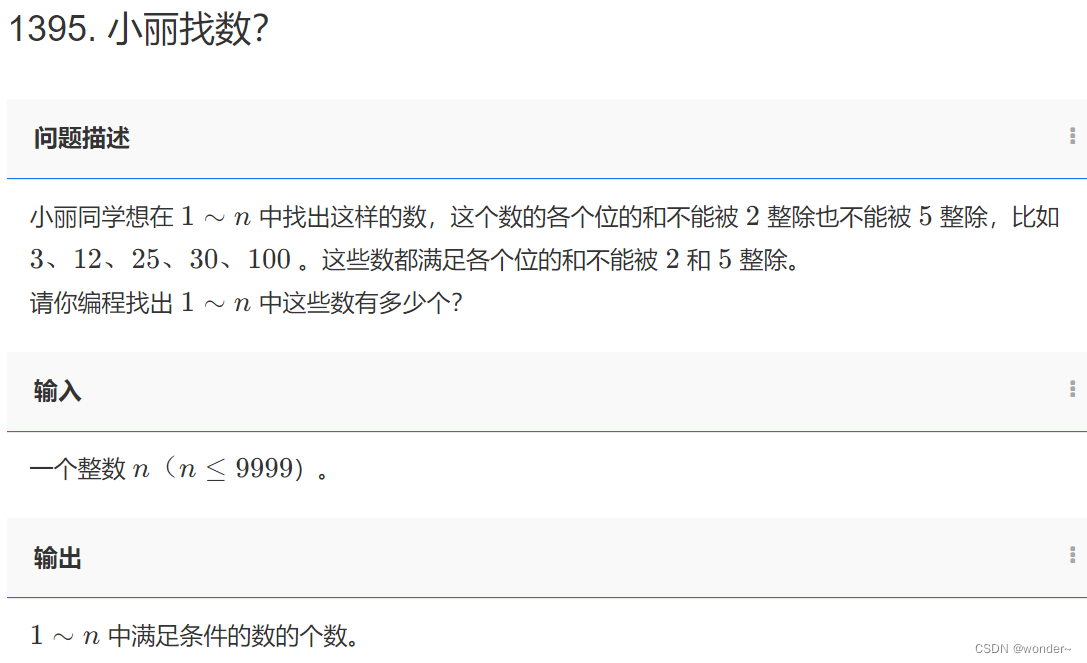 1395. 小丽找数？
问题描述
小丽同学想在 1 ∼ n 中找出这样的数，这个数的各个位的和不能被 2 整除也不能被 5 整除，比如
3、12、25、30、100 。这些数都满足各个位的和不能被 2 和 5 整除。
请你编程找出 1 ∼ n 中这些数有多少个？
输入
一个整数 n（n ≤ 9999）。
输出
1 ∼ n 中满足条件的数的个数。
CSDN @wonder~